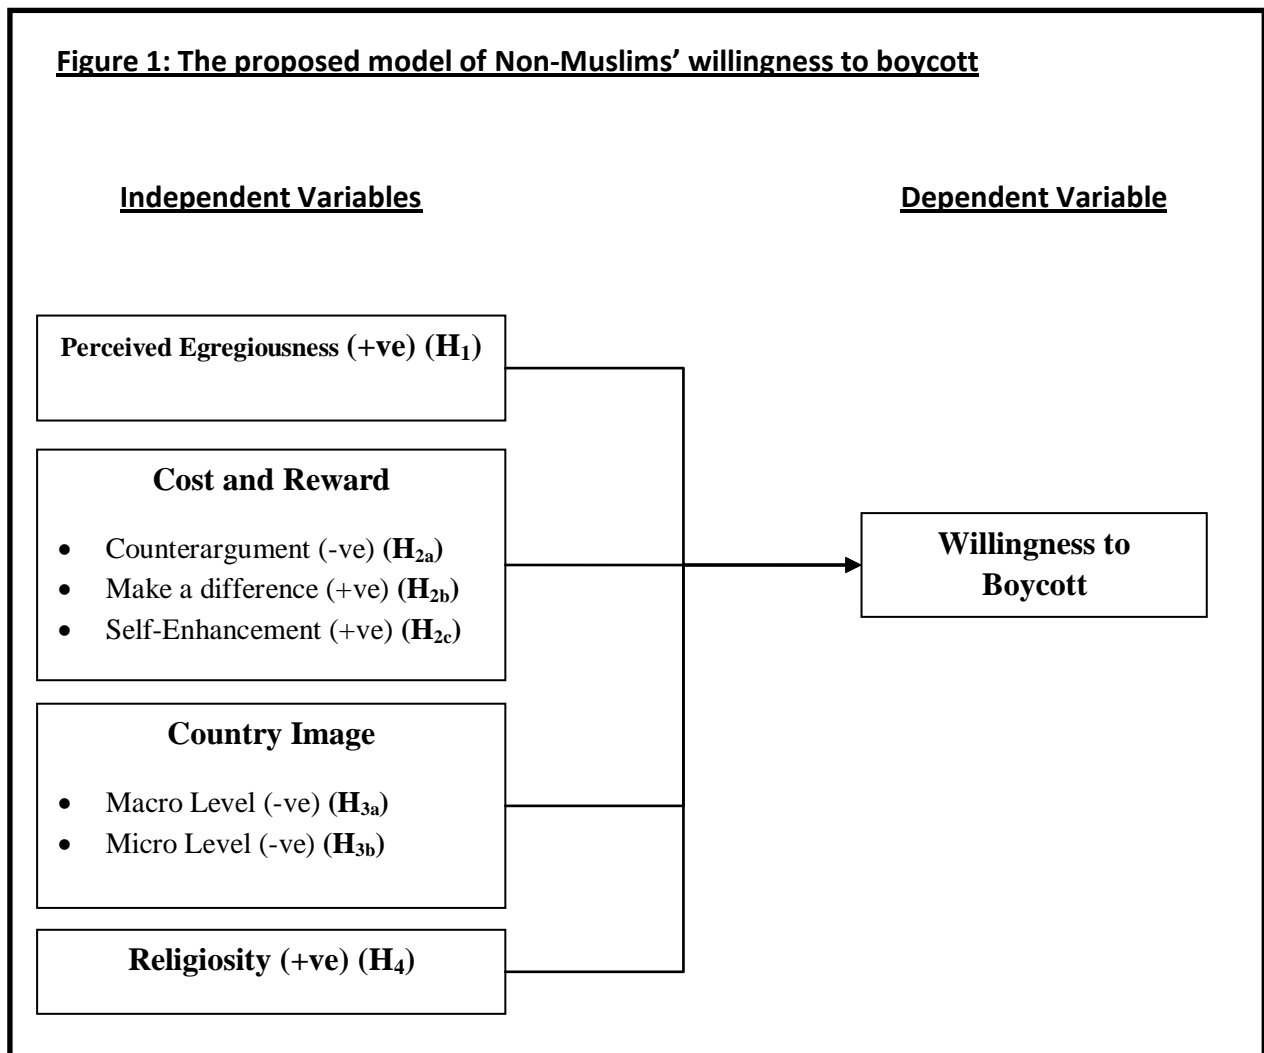 Figure 1: The proposed model of Non-Muslims’ willingness to boycott
Independent Variables
Dependent Variable
Perceived Egregiousness (+ve) (H1)
Cost and Reward
• Counterargument (-ve) (H2a)
• Make a difference (+ve) (H2b)
• Self-Enhancement (+ve) (H2c)
Country Image
• Macro Level (-ve) (H3a)
• Micro Level (-ve) (H3b)
Religiosity (+ve) (H4)
Willingness to
Boycott